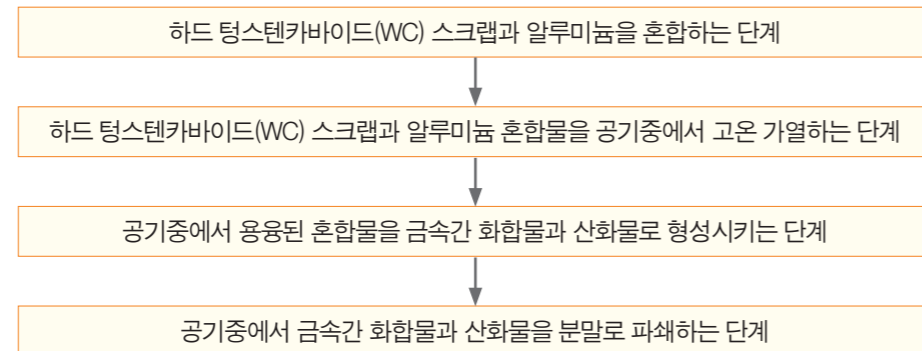 하드 텅스텐카바이드(WC) 스크랩과 알루미늄을 혼합하는 단계
하드 텅스텐카바이드(WC) 스크랩과 알루미늄 혼합물을 공기중에서 고온 가열하는 단계
공기중에서 용융된 혼합물을 금속간 화합물과 산화물로 형성시키는 단계
공기중에서 금속간 화합물과 산화물을 분말로 파쇄하는 단계